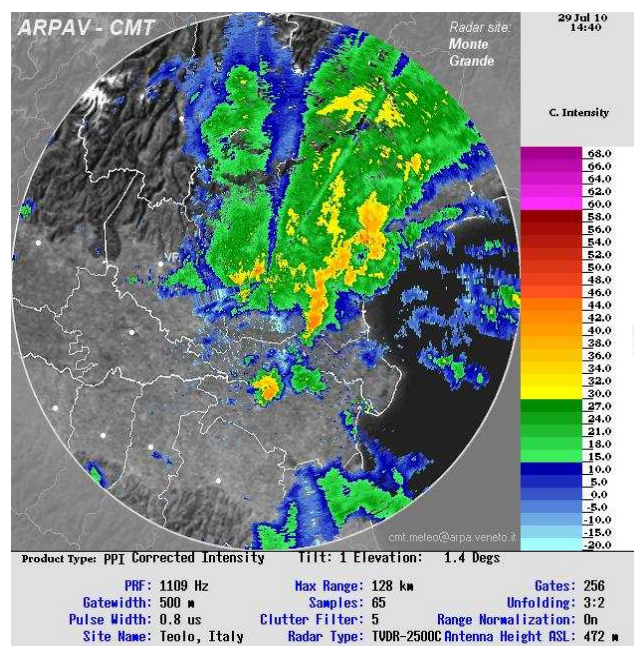 ARPAV - CMT
Radar site:
Monte
Grande
29 Jul 10
14:40
C. Intensity
68.0
66.0
64.0
62.0
60.0
58.0
56.0
54.0
52.0
50.0
48.0
46.0
44.0
42.0
40.0
38.0
36.0
34.0
32.0
30.0
27.0
24.0
21.0
18.0
15.0
10.0
5.0
0.0
-5.0
-10.0
-15.0
-20.0
cmt.meteo@arpa.veneto.it
Product Type: PPI Corrected Intensity Tilt: 1 Elevation: 1.4 Degs
PRF: 1109 Hz Max Range: 128 km Gates: 256
Gatewidth: 500 m Samples: 65 Unfolding: 3:2
Pulse Width: 0.8 us Clutter Filter: 5 Range Normalization: On
Site Name: Teolo, Italy Radar Type: TVDR-2500C Antenna Height ASL: 472 m